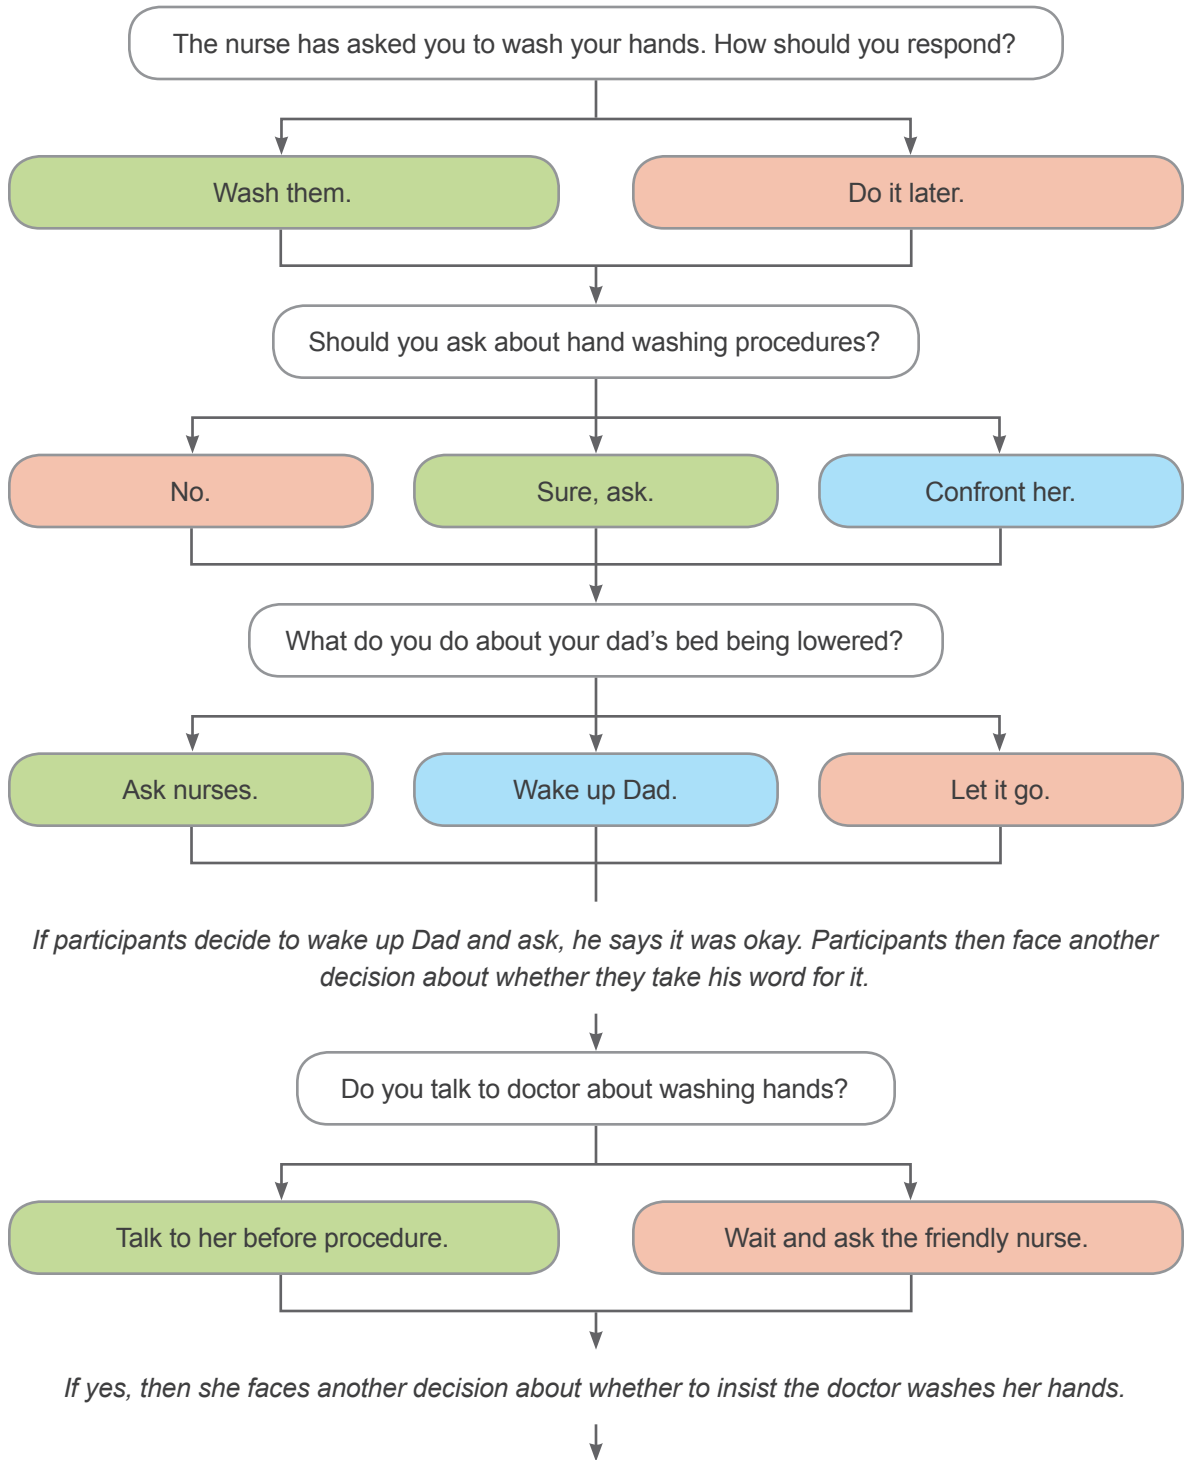 The nurse has asked you to wash your hands. How should you respond?
Wash them.
Do it later.
Should you ask about hand washing procedures?
No.
Sure, ask.
Confront her.
What do you do about your dad’s bed being lowered?
Ask nurses.
Wake up Dad.
Let it go.
If participants decide to wake up Dad and ask, he says it was okay. Participants then face another
decision about whether they take his word for it.
Do you talk to doctor about washing hands?
Talk to her before procedure.
Wait and ask the friendly nurse.
If yes, then she faces another decision about whether to insist the doctor washes her hands.